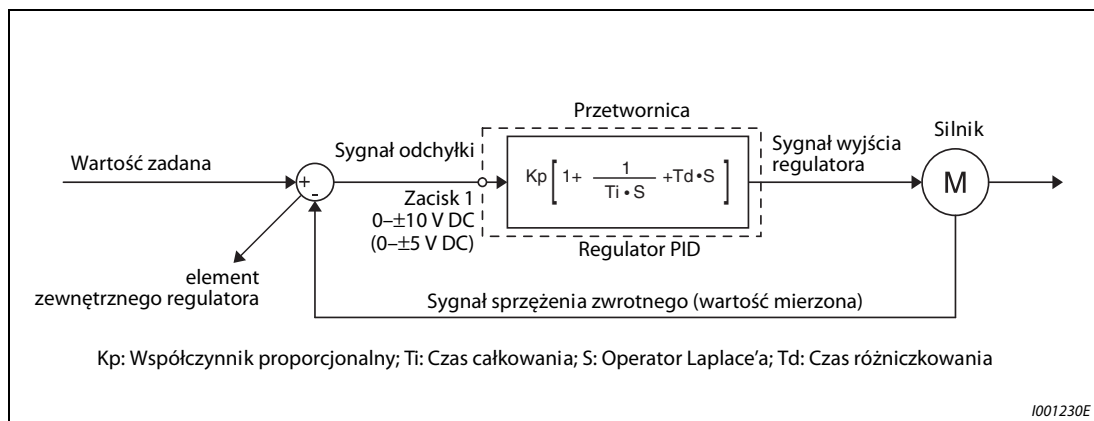 Przetwornica
Silnik
Wartość zadana
Sygnał odchyłki
Sygnał wyjścia
regulatora
+
-
Kp [ 1+ 1 / Ti • S +Td•S ]
M
Zacisk 1
0–±10 V DC
(0–±5 V DC)
Regulator PID
element
zewnętrznego regulatora
Sygnał sprzężenia zwrotnego (wartość mierzona)
Kp: Współczynnik proporcjonalny; Ti: Czas całkowania; S: Operator Laplace’a; Td: Czas różniczkowania
I001230E